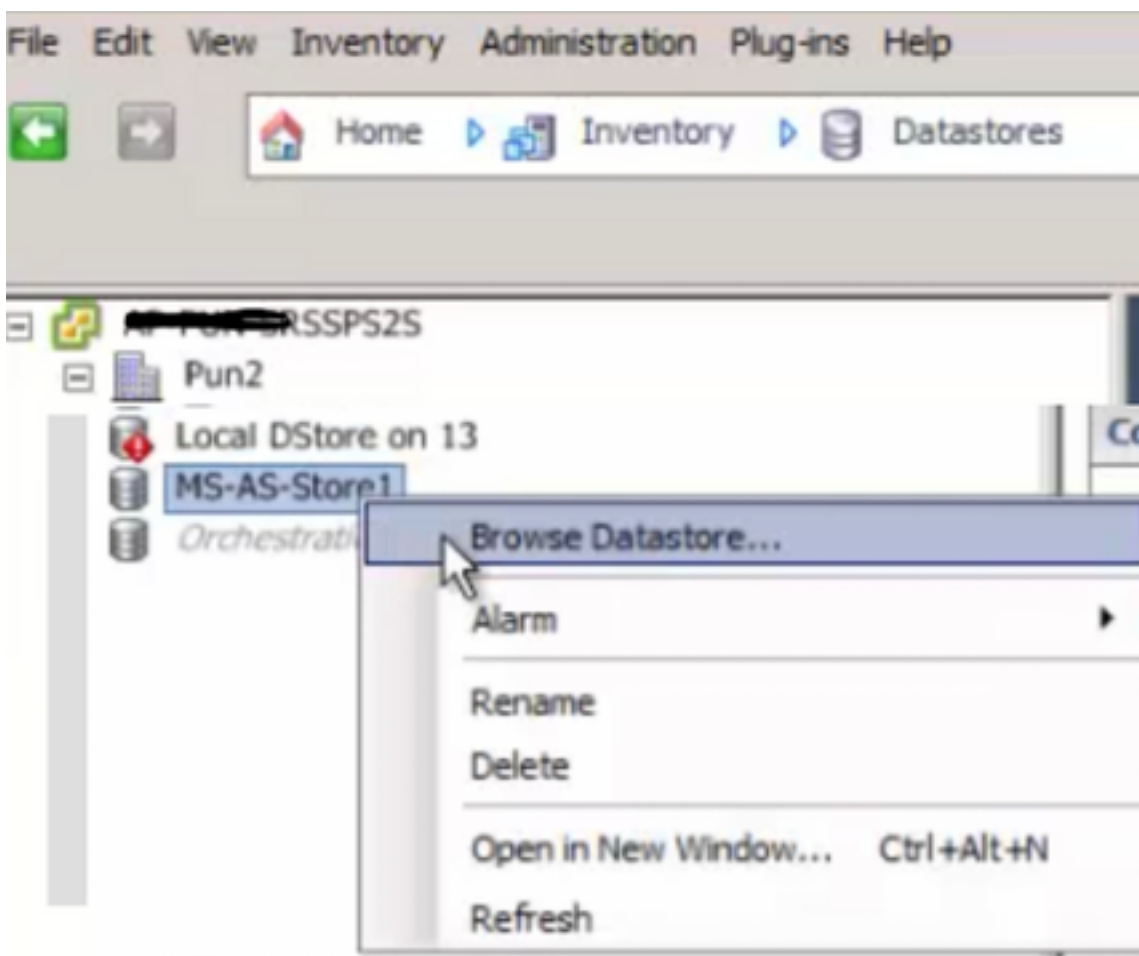 File Edit View Inventory Administration Plug-ins Help
Home Inventory Datastores
RSSPS2S
Pun2
Local DStore on 13
MS-AS-Store1
Browse Datastore...
Alarm
Rename
Delete
Open in New Window... Ctrl+Alt+N
Refresh